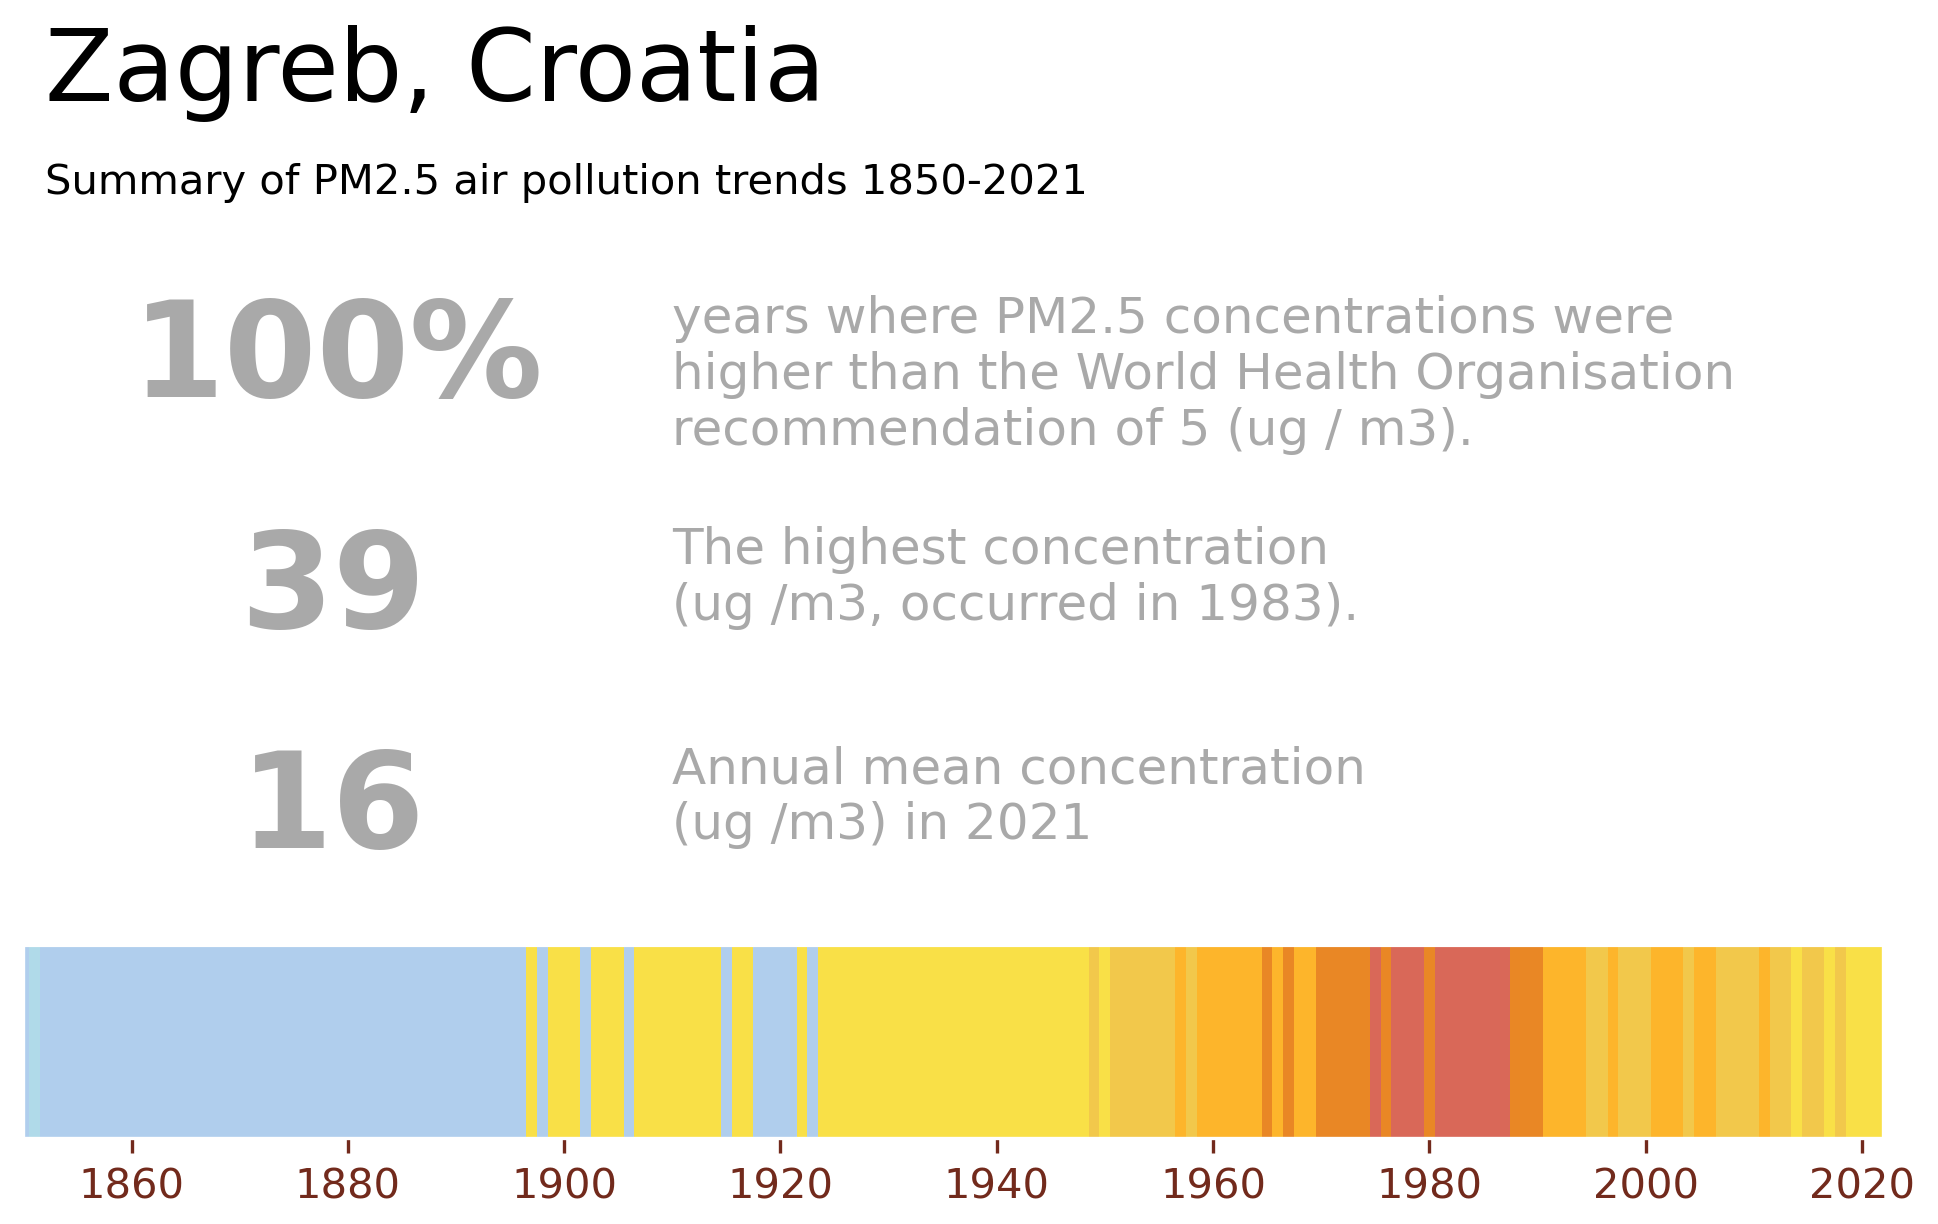 Zagreb, Croatia
Summary of PM2.5 air pollution trends 1850-2021
100%
years where PM2.5 concentrations were
higher than the World Health Organisation
recommendation of 5 (ug / m3).
39
The highest concentration
(ug /m3, occurred in 1983).
16
Annual mean concentration
(ug /m3) in 2021
1860 1880 1900 1920 1940 1960 1980 2000 2020